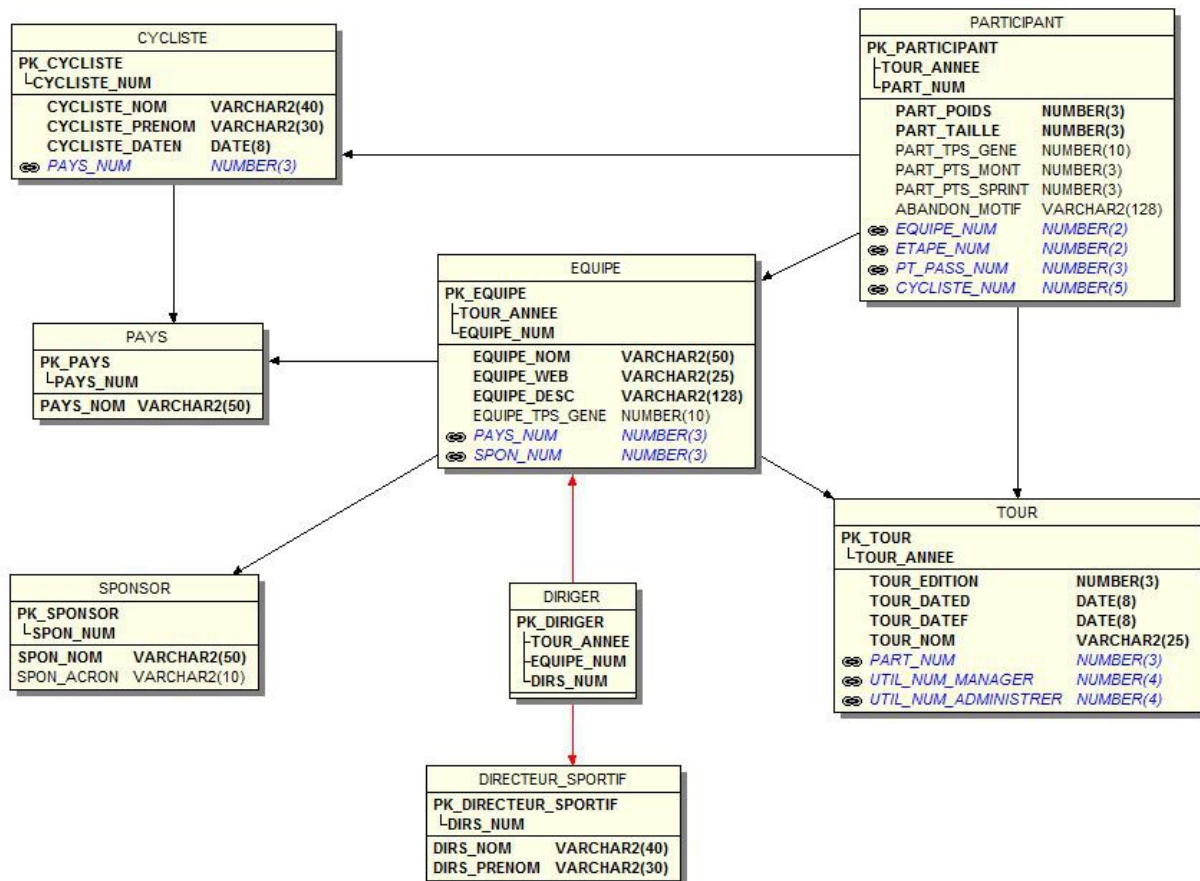 CYCLISTE
PK_CYCLISTE
CYCLISTE_NUM
CYCLISTE_NOM VARCHAR2(40)
CYCLISTE_PRENOM VARCHAR2(30)
CYCLISTE_DATEN DATE(8)
PAYS_NUM NUMBER(3)
PARTICIPANT
PK_PARTICIPANT
TOUR_ANNEE
PART_NUM
PART_POIDS NUMBER(3)
PART_TAILLE NUMBER(3)
PART_TPS_GENE NUMBER(10)
PART_PTS_MONT NUMBER(3)
PART_PTS_SPRINT NUMBER(3)
ABANDON_MOTIF VARCHAR2(128)
EQUIPE_NUM NUMBER(2)
ETAPE_NUM NUMBER(2)
PT_PASS_NUM NUMBER(3)
CYCLISTE_NUM NUMBER(5)
EQUIPE
PK_EQUIPE
TOUR_ANNEE
EQUIPE_NUM
EQUIPE_NOM VARCHAR2(50)
EQUIPE_WEB VARCHAR2(25)
EQUIPE_DESC VARCHAR2(128)
EQUIPE_TPS_GENE NUMBER(10)
PAYS_NUM NUMBER(3)
SPON_NUM NUMBER(3)
PAYS
PK_PAYS
PAYS_NUM
PAYS_NOM VARCHAR2(50)
TOUR
PK_TOUR
TOUR_ANNEE
TOUR_EDITION NUMBER(3)
TOUR_DATED DATE(8)
TOUR_DATEF DATE(8)
TOUR_NOM VARCHAR2(25)
PART_NUM NUMBER(3)
UTIL_NUM_MANAGER NUMBER(4)
UTIL_NUM_ADMINISTRER NUMBER(4)
SPONSOR
PK_SPONSOR
SPON_NUM
SPON_NOM VARCHAR2(50)
SPON_ACRON VARCHAR2(10)
DIRIGER
PK_DIRIGER
TOUR_ANNEE
EQUIPE_NUM
DIRS_NUM
DIRECTEUR_SPORTIF
PK_DIRECTEUR_SPORTIF
DIRS_NUM
DIRS_NOM VARCHAR2(40)
DIRS_PRENOM VARCHAR2(30)